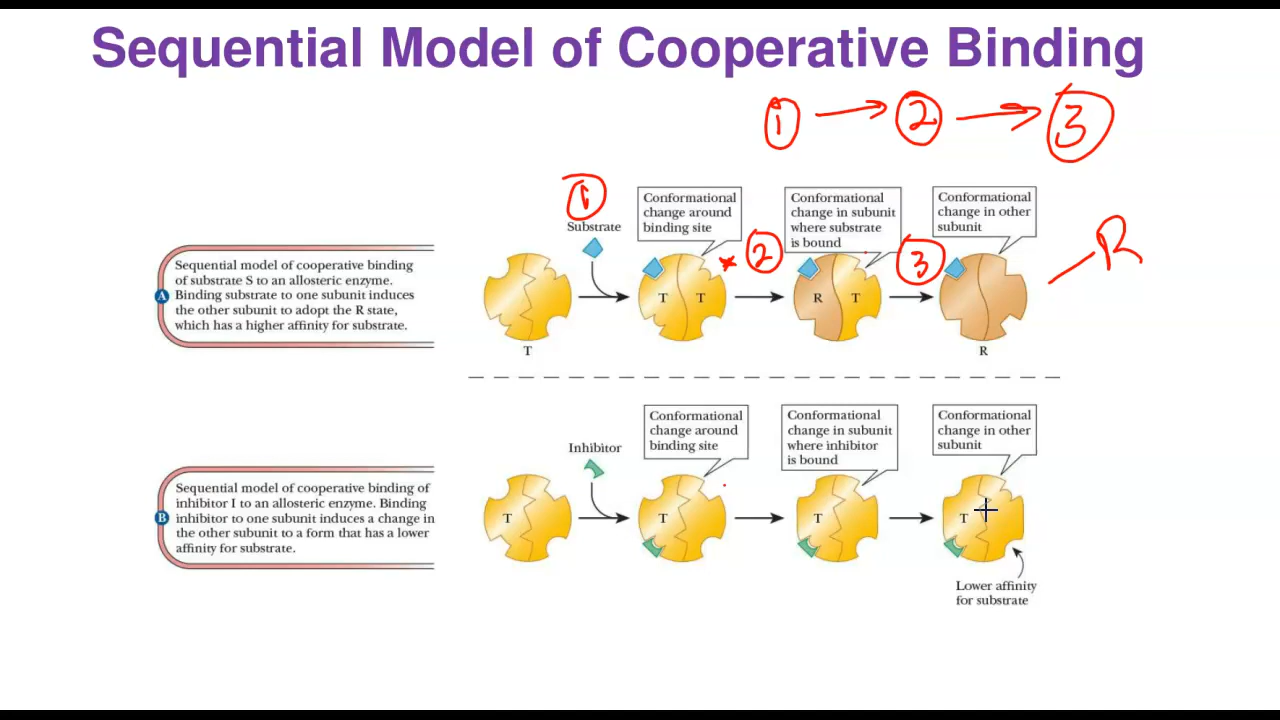 Sequential Model of Cooperative Binding
1 → 2 → 3
1
Substrate
Conformational
change around
binding site
2
Conformational
change in subunit
where substrate
is bound
3
Conformational
change in other
subunit
R
A
Sequential model of cooperative binding
of substrate S to an allosteric enzyme.
Binding substrate to one subunit induces
the other subunit to adopt the R state,
which has a higher affinity for substrate.
T
T T
R T
R
Inhibitor
Conformational
change around
binding site
Conformational
change in subunit
where inhibitor
is bound
Conformational
change in other
subunit
B
Sequential model of cooperative binding of
inhibitor I to an allosteric enzyme. Binding
inhibitor to one subunit induces a change in
the other subunit to a form that has a lower
affinity for substrate.
T
T
T
T
Lower affinity
for substrate